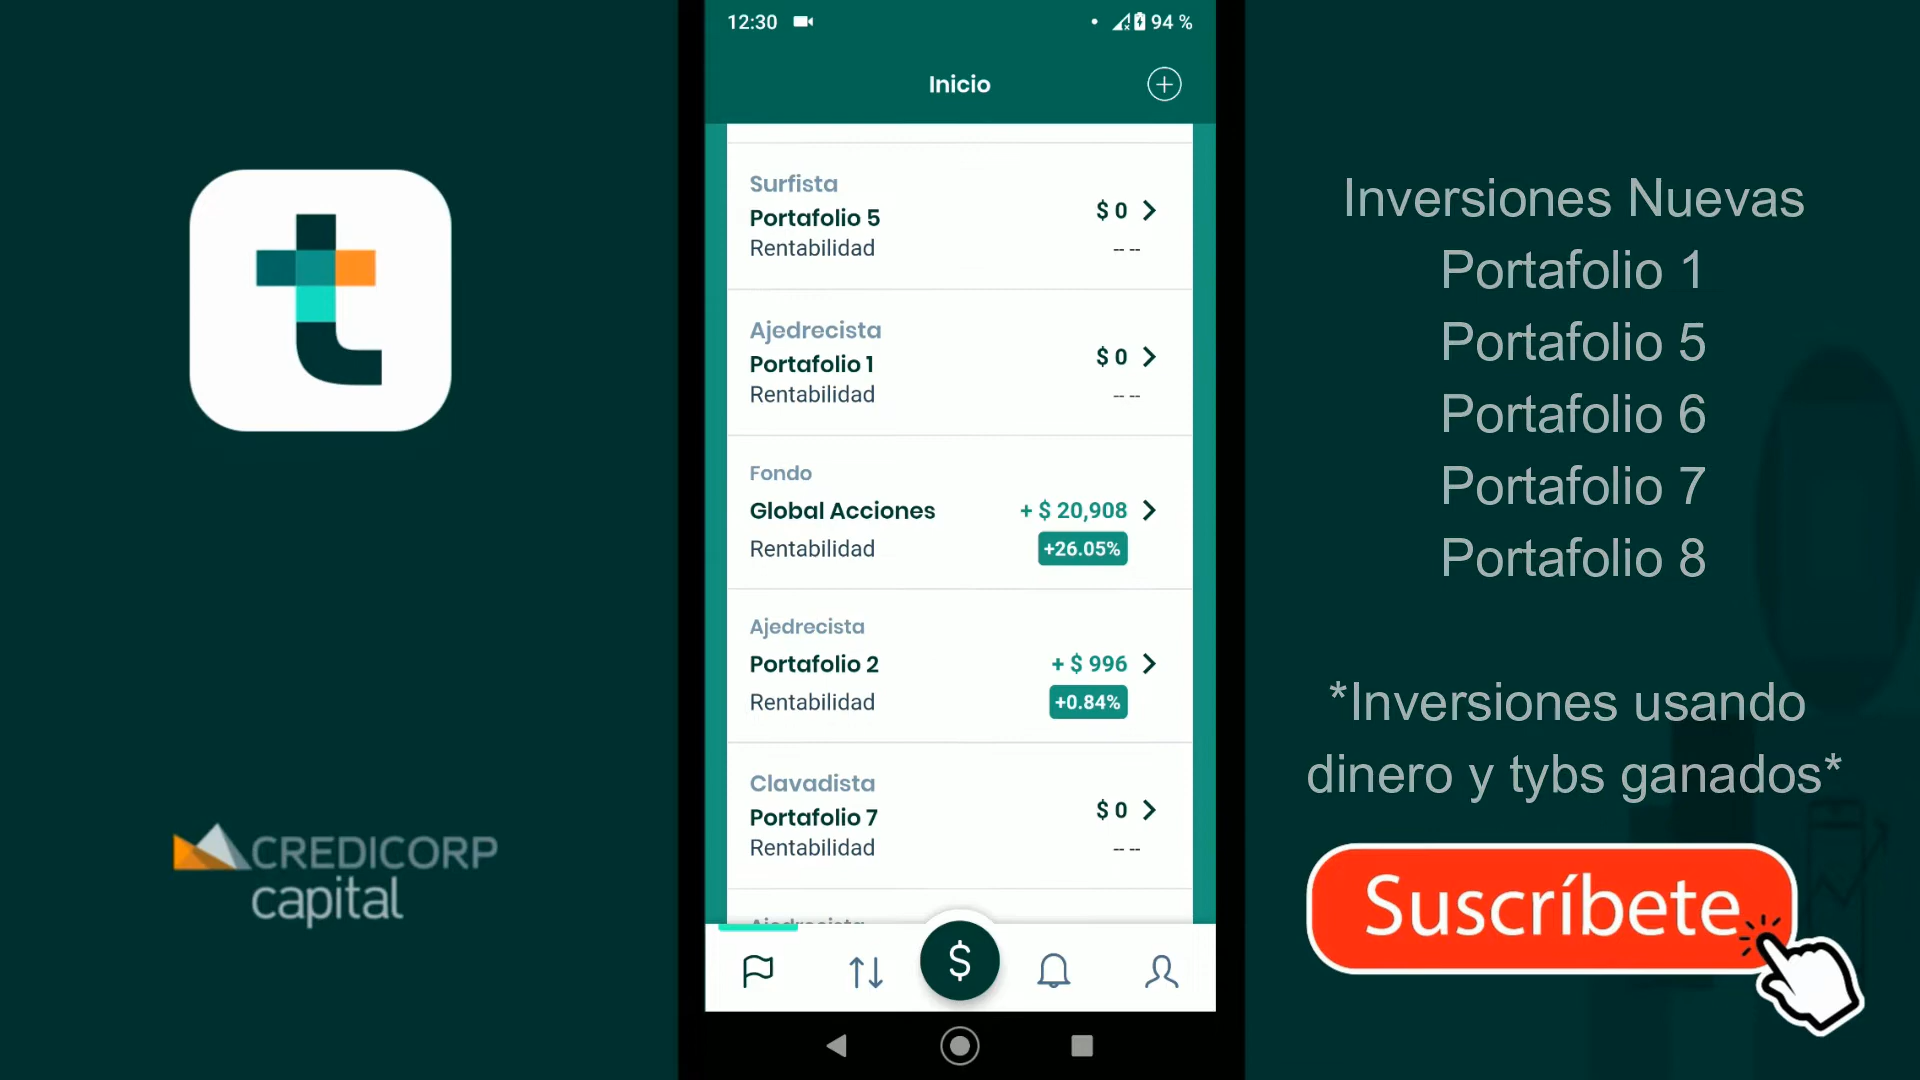 12:30
94 %
Inicio
Surfista
Portafolio 5
$ 0
Rentabilidad
-- --
Ajedrecista
Portafolio 1
$ 0
Rentabilidad
-- --
Fondo
Global Acciones
+ $ 20,908
Rentabilidad
+26.05%
Ajedrecista
Portafolio 2
+ $ 996
Rentabilidad
+0.84%
Clavadista
Portafolio 7
$ 0
Rentabilidad
-- --
Ajedrecista
$
t
CREDICORP
capital
Inversiones Nuevas
Portafolio 1
Portafolio 5
Portafolio 6
Portafolio 7
Portafolio 8
*Inversiones usando
dinero y tybs ganados*
Suscríbete